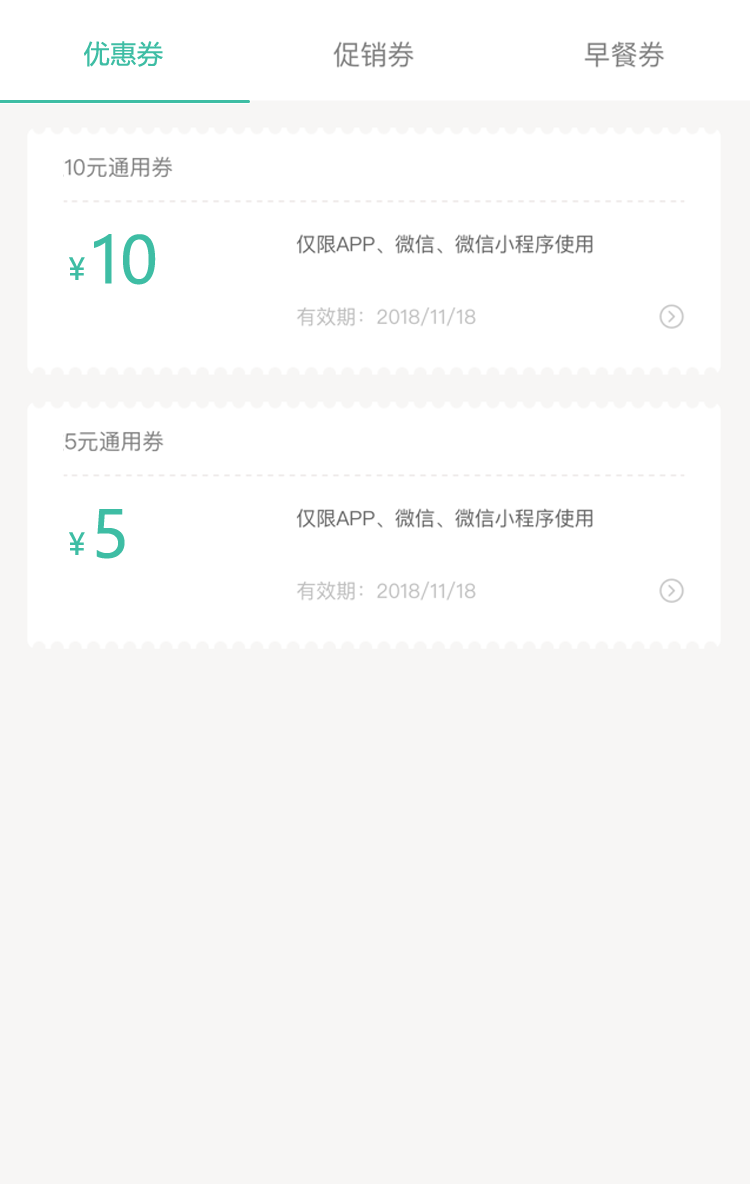 优惠券 促销券 早餐券
10元通用券
¥10 仅限APP、微信、微信小程序使用
有效期：2018/11/18
5元通用券
¥5 仅限APP、微信、微信小程序使用
有效期：2018/11/18